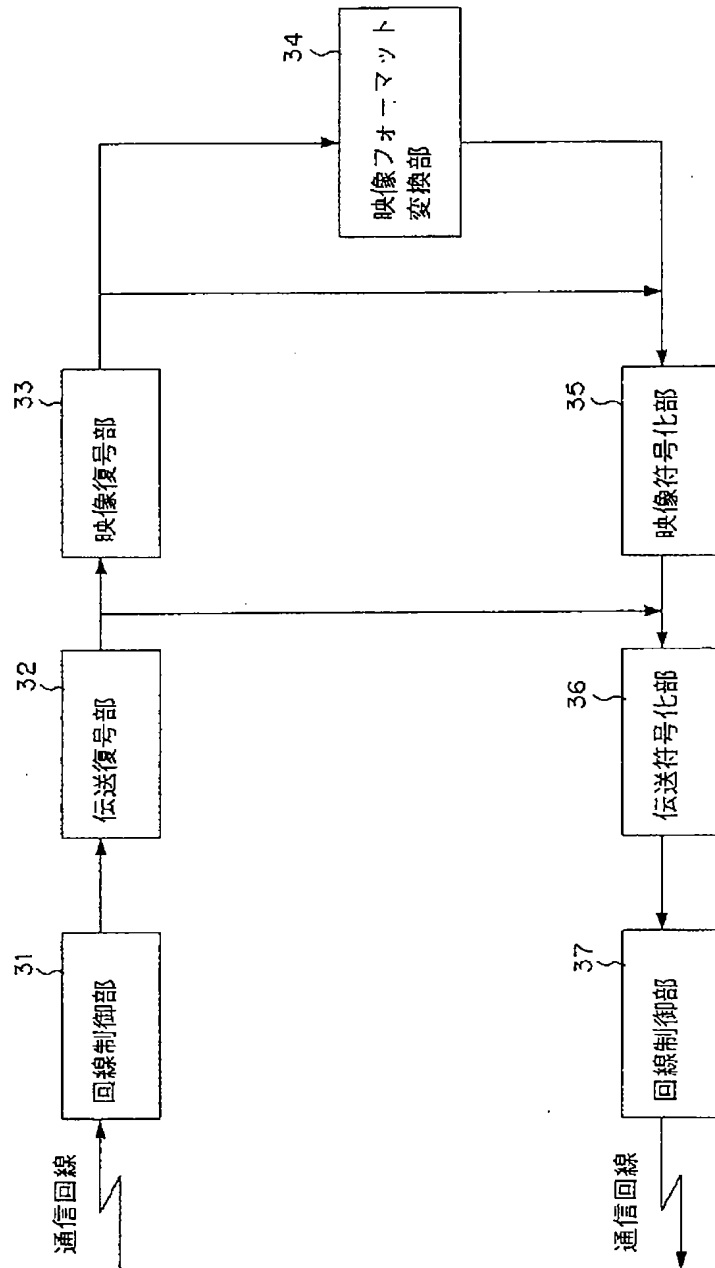 通信回線
31
回線制御部
32
伝送復号部
33
映像復号部
34
映像フォーマット
変換部
35
映像符号化部
36
伝送符号化部
37
回線制御部
通信回線